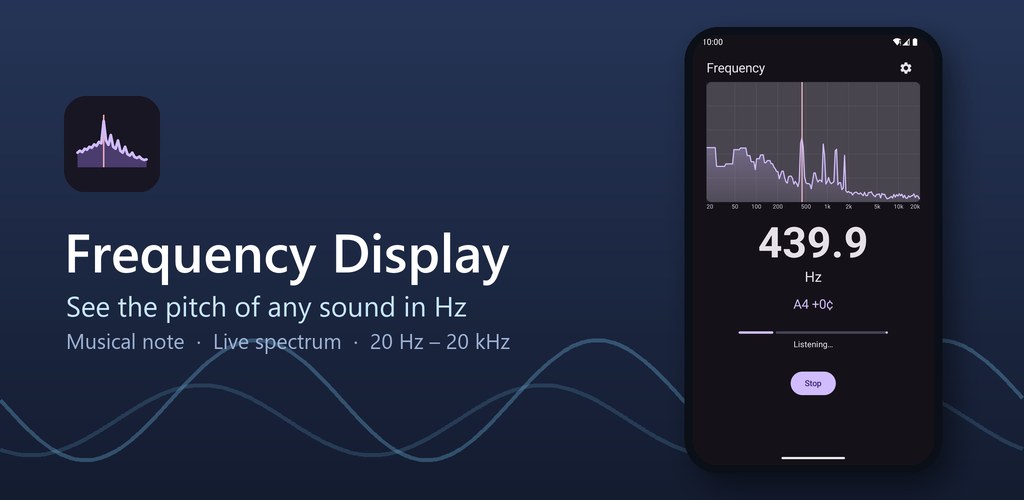 Frequency Display
See the pitch of any sound in Hz
Musical note · Live spectrum · 20 Hz – 20 kHz
10:00
Frequency
20 50 100 200 500 1k 2k 5k 10k 20k
439.9
Hz
A4 +0¢
Listening...
Stop